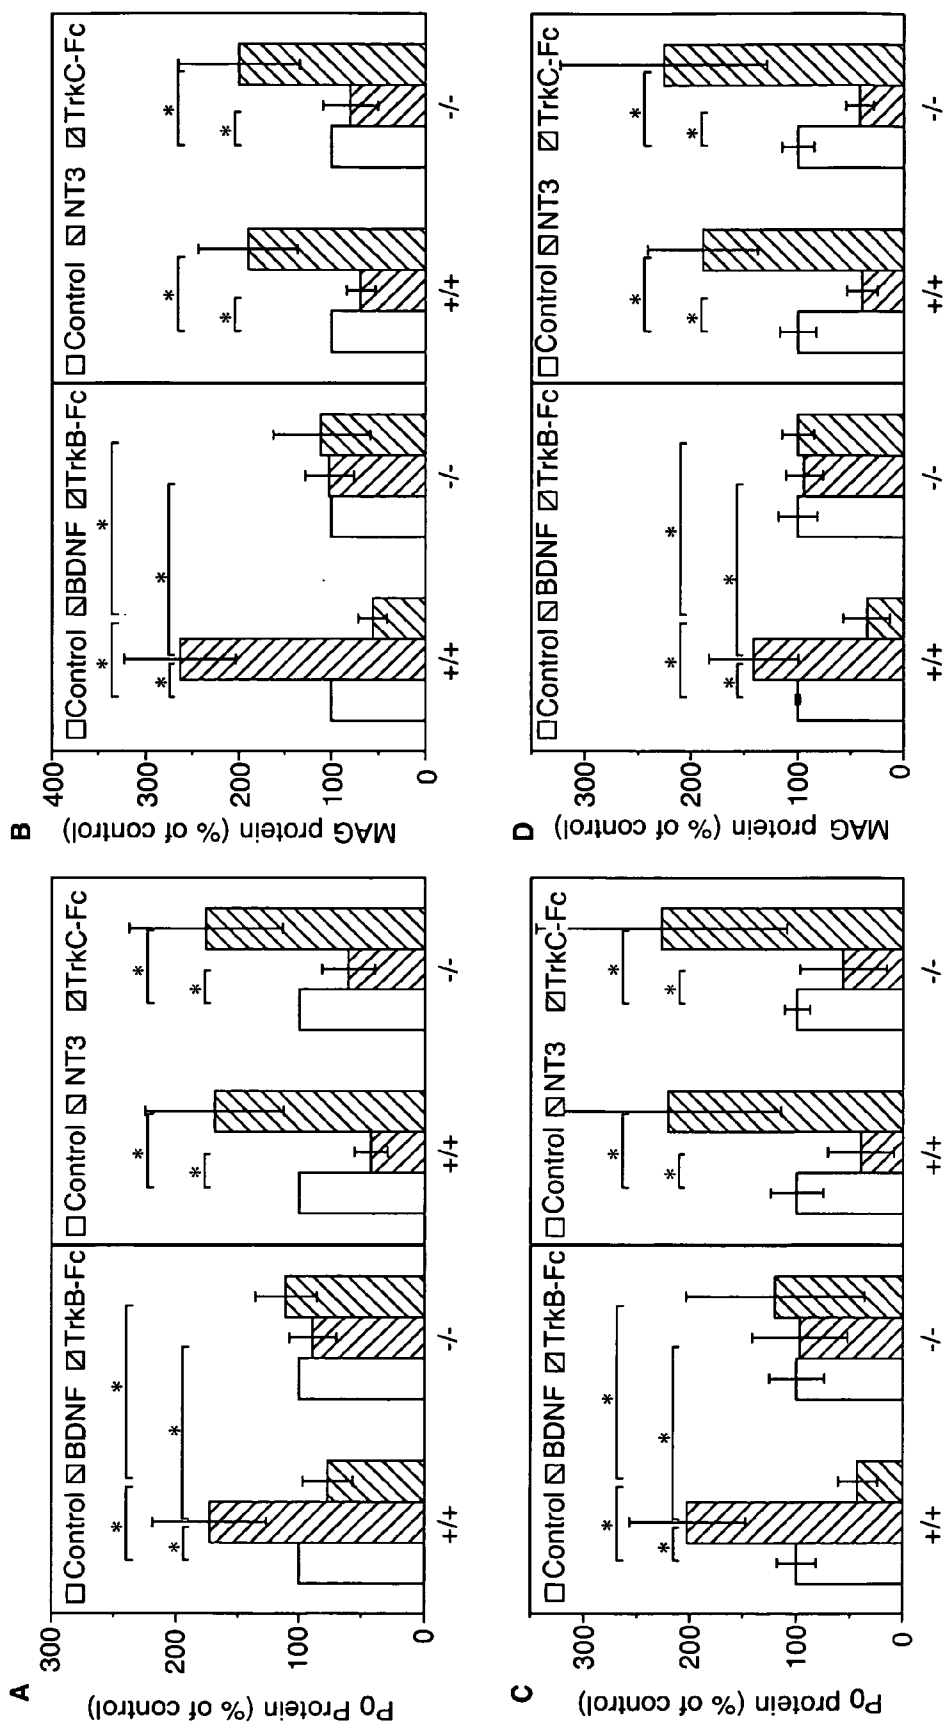 A
P0 Protein (% of control)
300
200
100
0
Control BDNF TrkB-Fc
Control NT3 TrkC-Fc
* * * *
* * * *
+/+ -/- +/+ -/-
B
MAG protein (% of control)
400
300
200
100
0
Control BDNF TrkB-Fc
Control NT3 TrkC-Fc
* * * *
* * * *
+/+ -/- +/+ -/-
C
P0 protein (% of control)
300
200
100
0
Control BDNF TrkB-Fc
Control NT3 TrkC-Fc
* * * *
* * * *
+/+ -/- +/+ -/-
D
MAG protein (% of control)
300
200
100
0
Control BDNF TrkB-Fc
Control NT3 TrkC-Fc
* * * *
* * * *
+/+ -/- +/+ -/-